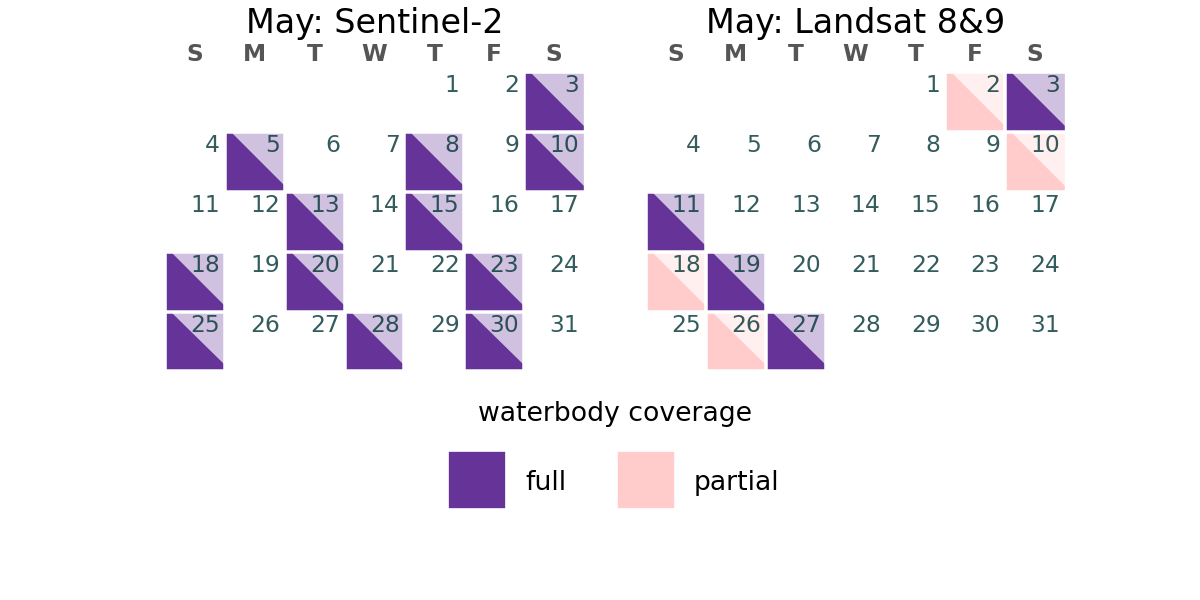 May: Sentinel-2
S M T W T F S
1 2 3
4 5 6 7 8 9 10
11 12 13 14 15 16 17
18 19 20 21 22 23 24
25 26 27 28 29 30 31
May: Landsat 8&9
S M T W T F S
1 2 3
4 5 6 7 8 9 10
11 12 13 14 15 16 17
18 19 20 21 22 23 24
25 26 27 28 29 30 31
waterbody coverage
full
partial